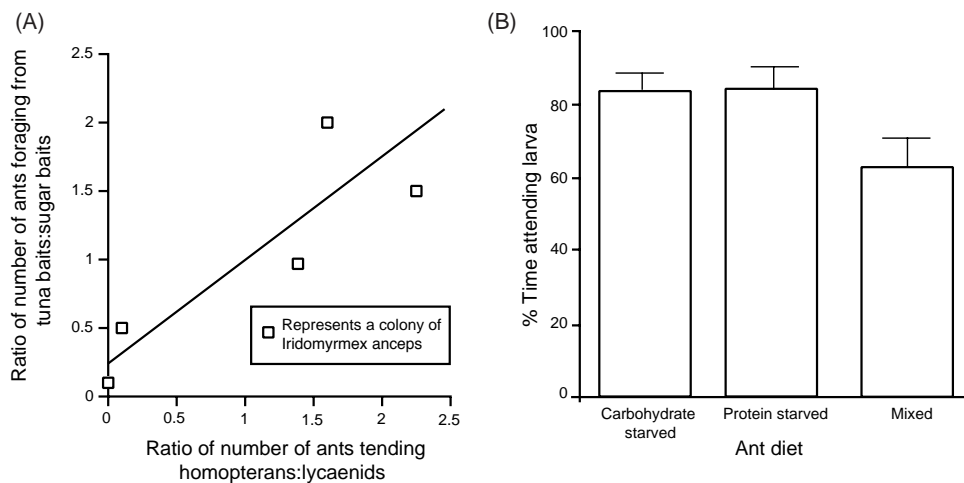 (A)
Ratio of number of ants foraging from
tuna baits:sugar baits
2.5
2
1.5
1
0.5
0
Represents a colony of
Iridomyrmex anceps
0 0.5 1 1.5 2 2.5
Ratio of number of ants tending
homopterans:lycaenids
(B)
% Time attending larva
100
80
60
40
20
0
Carbohydrate
starved
Protein starved
Mixed
Ant diet